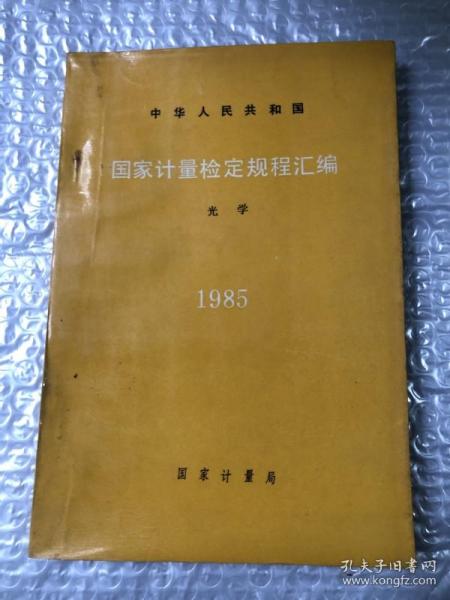 中华人民共和国
国家计量检定规程汇编
光学
1985
国家计量局
孔夫子旧书网
www.kongfz.com